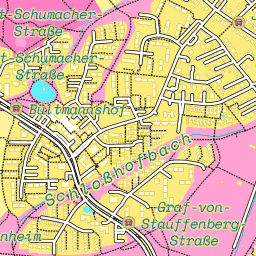 t-Schumacher-
Straße
t-Schumacher-
Straße
Bültmannshof
Schloßhofbach
Graf-von-
Stauffenberg-
Straße
nheim